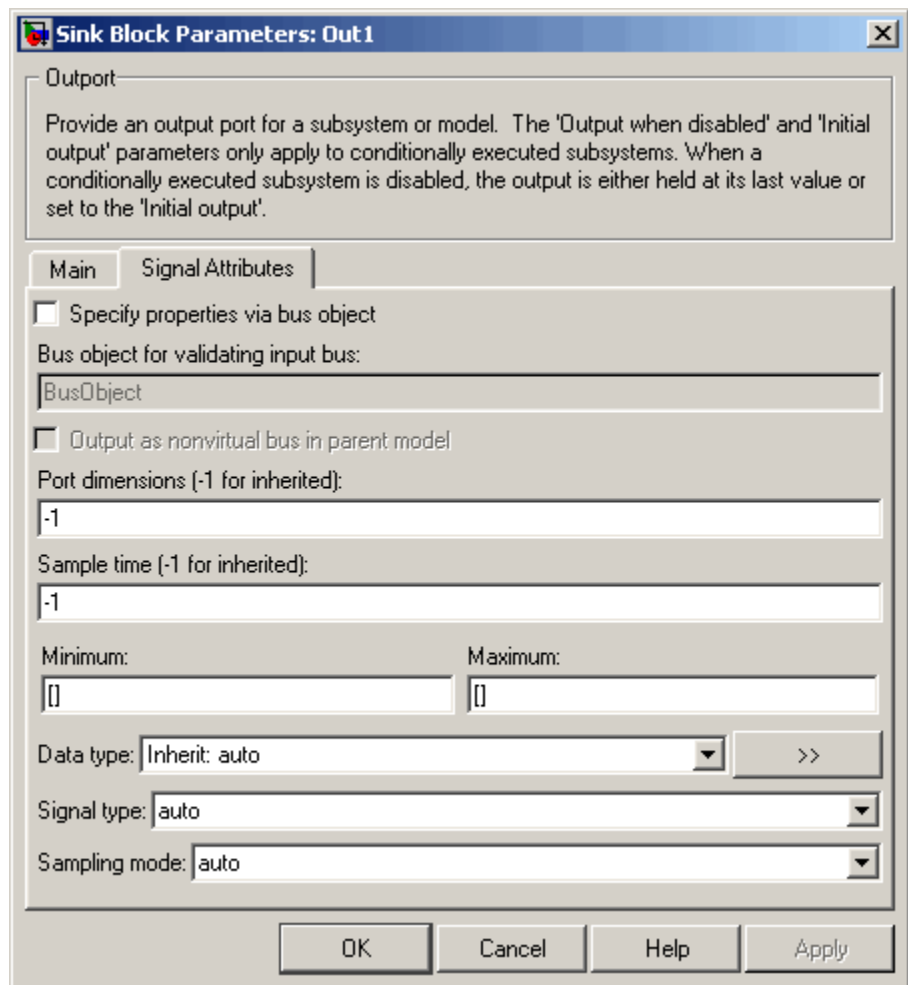 Sink Block Parameters: Out1
Outport
Provide an output port for a subsystem or model. The 'Output when disabled' and 'Initial
output' parameters only apply to conditionally executed subsystems. When a
conditionally executed subsystem is disabled, the output is either held at its last value or
set to the 'Initial output'.
Main Signal Attributes
Specify properties via bus object
Bus object for validating input bus:
BusObject
Output as nonvirtual bus in parent model
Port dimensions (-1 for inherited):
-1
Sample time (-1 for inherited):
-1
Minimum: Maximum:
[] []
Data type: Inherit: auto >>
Signal type: auto
Sampling mode: auto
OK Cancel Help Apply